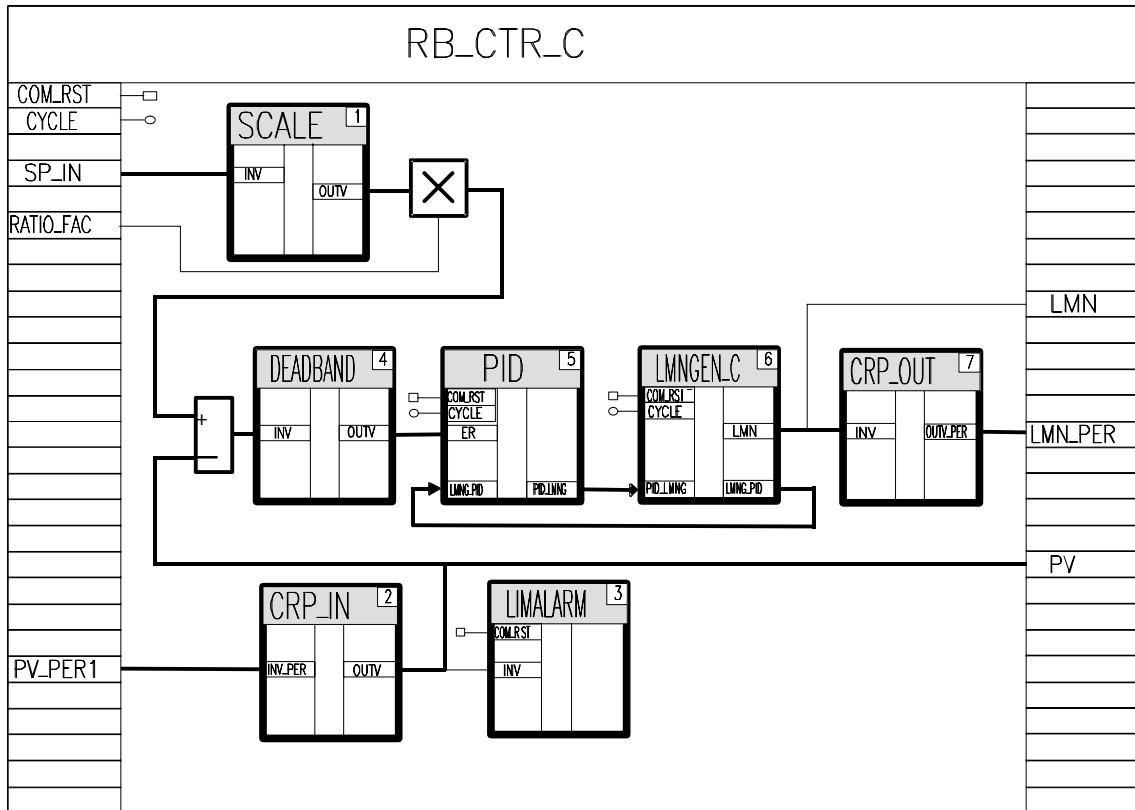 RB_CTR_C
COM_RST
CYCLE
SCALE 1
SP_IN
INV
OUTV
RATIO_FAC
LMN
DEADBAND 4
PID 5
LMNGEN_C 6
CRP_OUT 7
COM_RST
CYCLE
COM_RST
CYCLE
+
INV
OUTV
ER
LMN
INV
OUTV_PER
LMN_PER
LMNG_PID
PID_LMNG
PID_LMNG
LMNG_PID
PV
CRP_IN 2
LIMALARM 3
COM_RST
PV_PER1
INV_PER
OUTV
INV